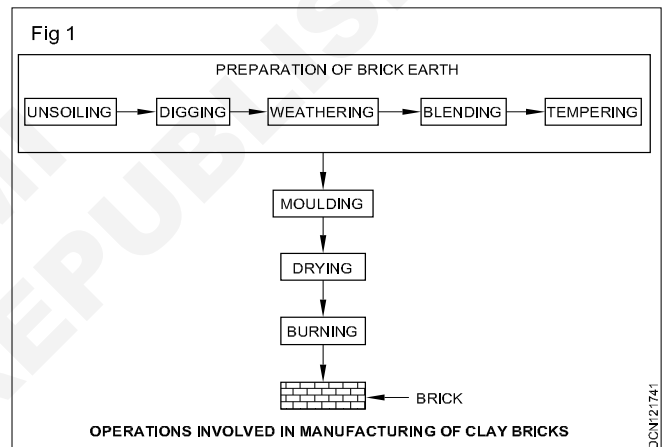 Fig 1
PREPARATION OF BRICK EARTH
UNSOILING DIGGING WEATHERING BLENDING TEMPERING
MOULDING
DRYING
BURNING
BRICK
OPERATIONS INVOLVED IN MANUFACTURING OF CLAY BRICKS